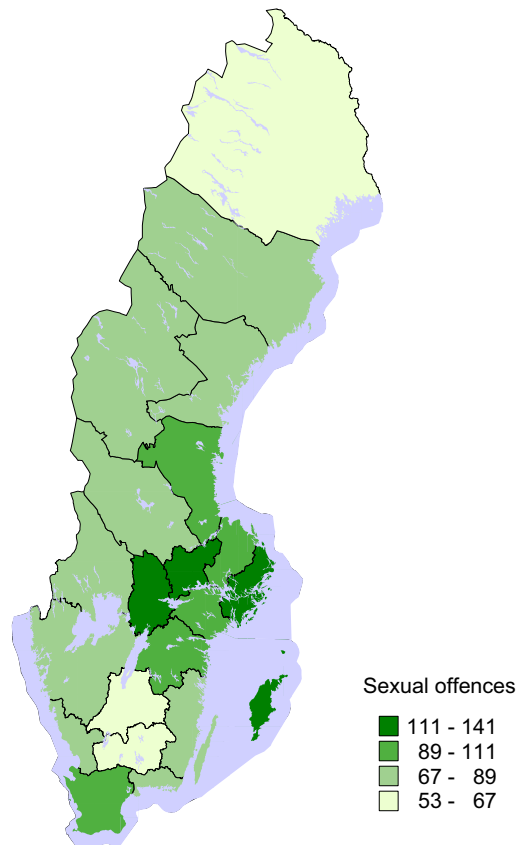 Sexual offences
111 - 141
89 - 111
67 - 89
53 - 67